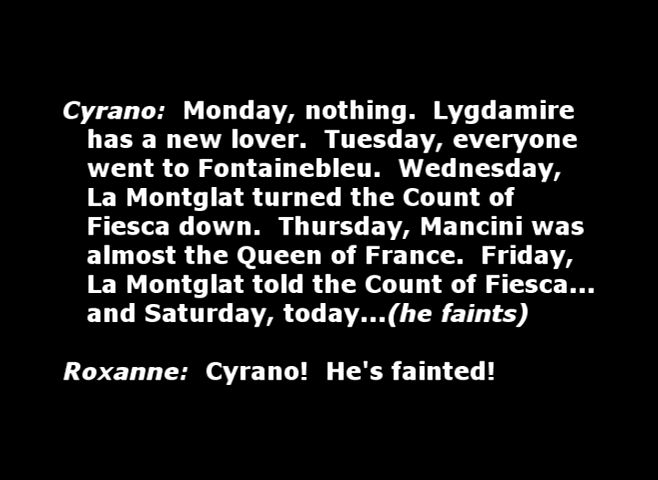 Cyrano: Monday, nothing. Lygdamire
has a new lover. Tuesday, everyone
went to Fontainebleu. Wednesday,
La Montglat turned the Count of
Fiesca down. Thursday, Mancini was
almost the Queen of France. Friday,
La Montglat told the Count of Fiesca...
and Saturday, today...(he faints)
Roxanne: Cyrano! He's fainted!